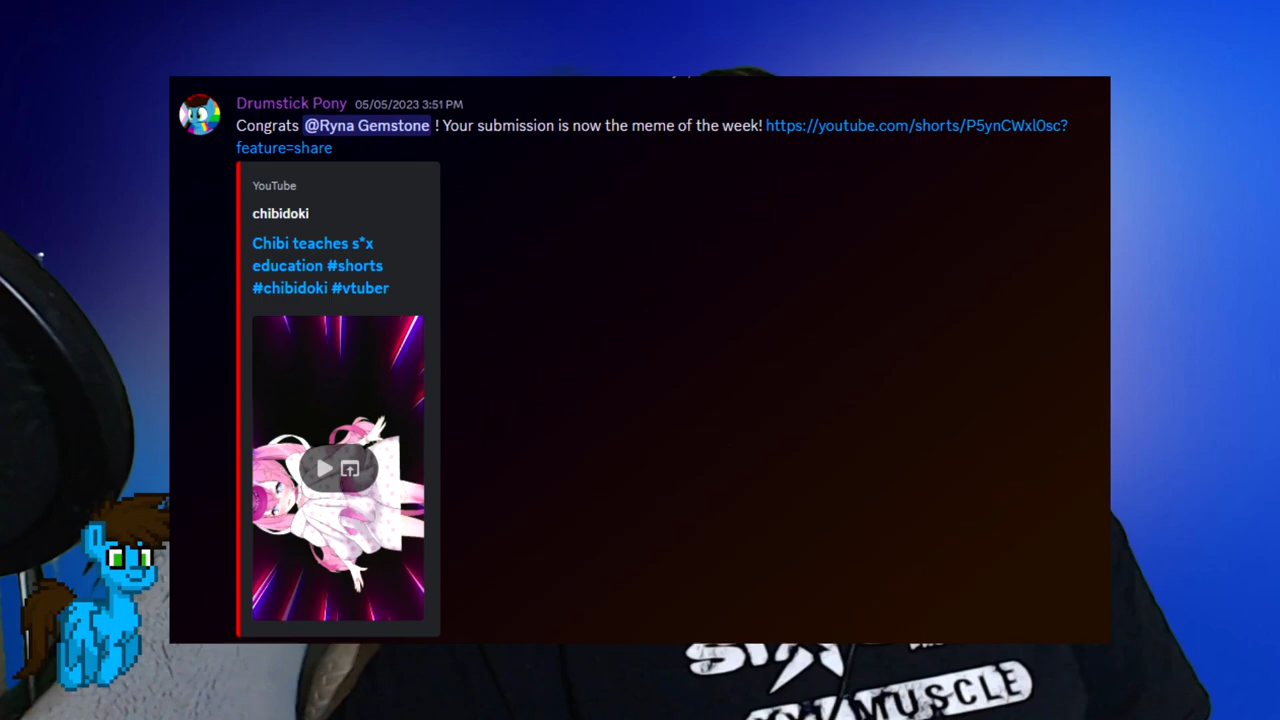 Drumstick Pony 05/05/2023 3:51 PM
Congrats @Ryna Gemstone ! Your submission is now the meme of the week! https://youtube.com/shorts/P5ynCWxl0sc?
feature=share
YouTube
chibidoki
Chibi teaches s*x
education #shorts
#chibidoki #vtuber
MUSCLE